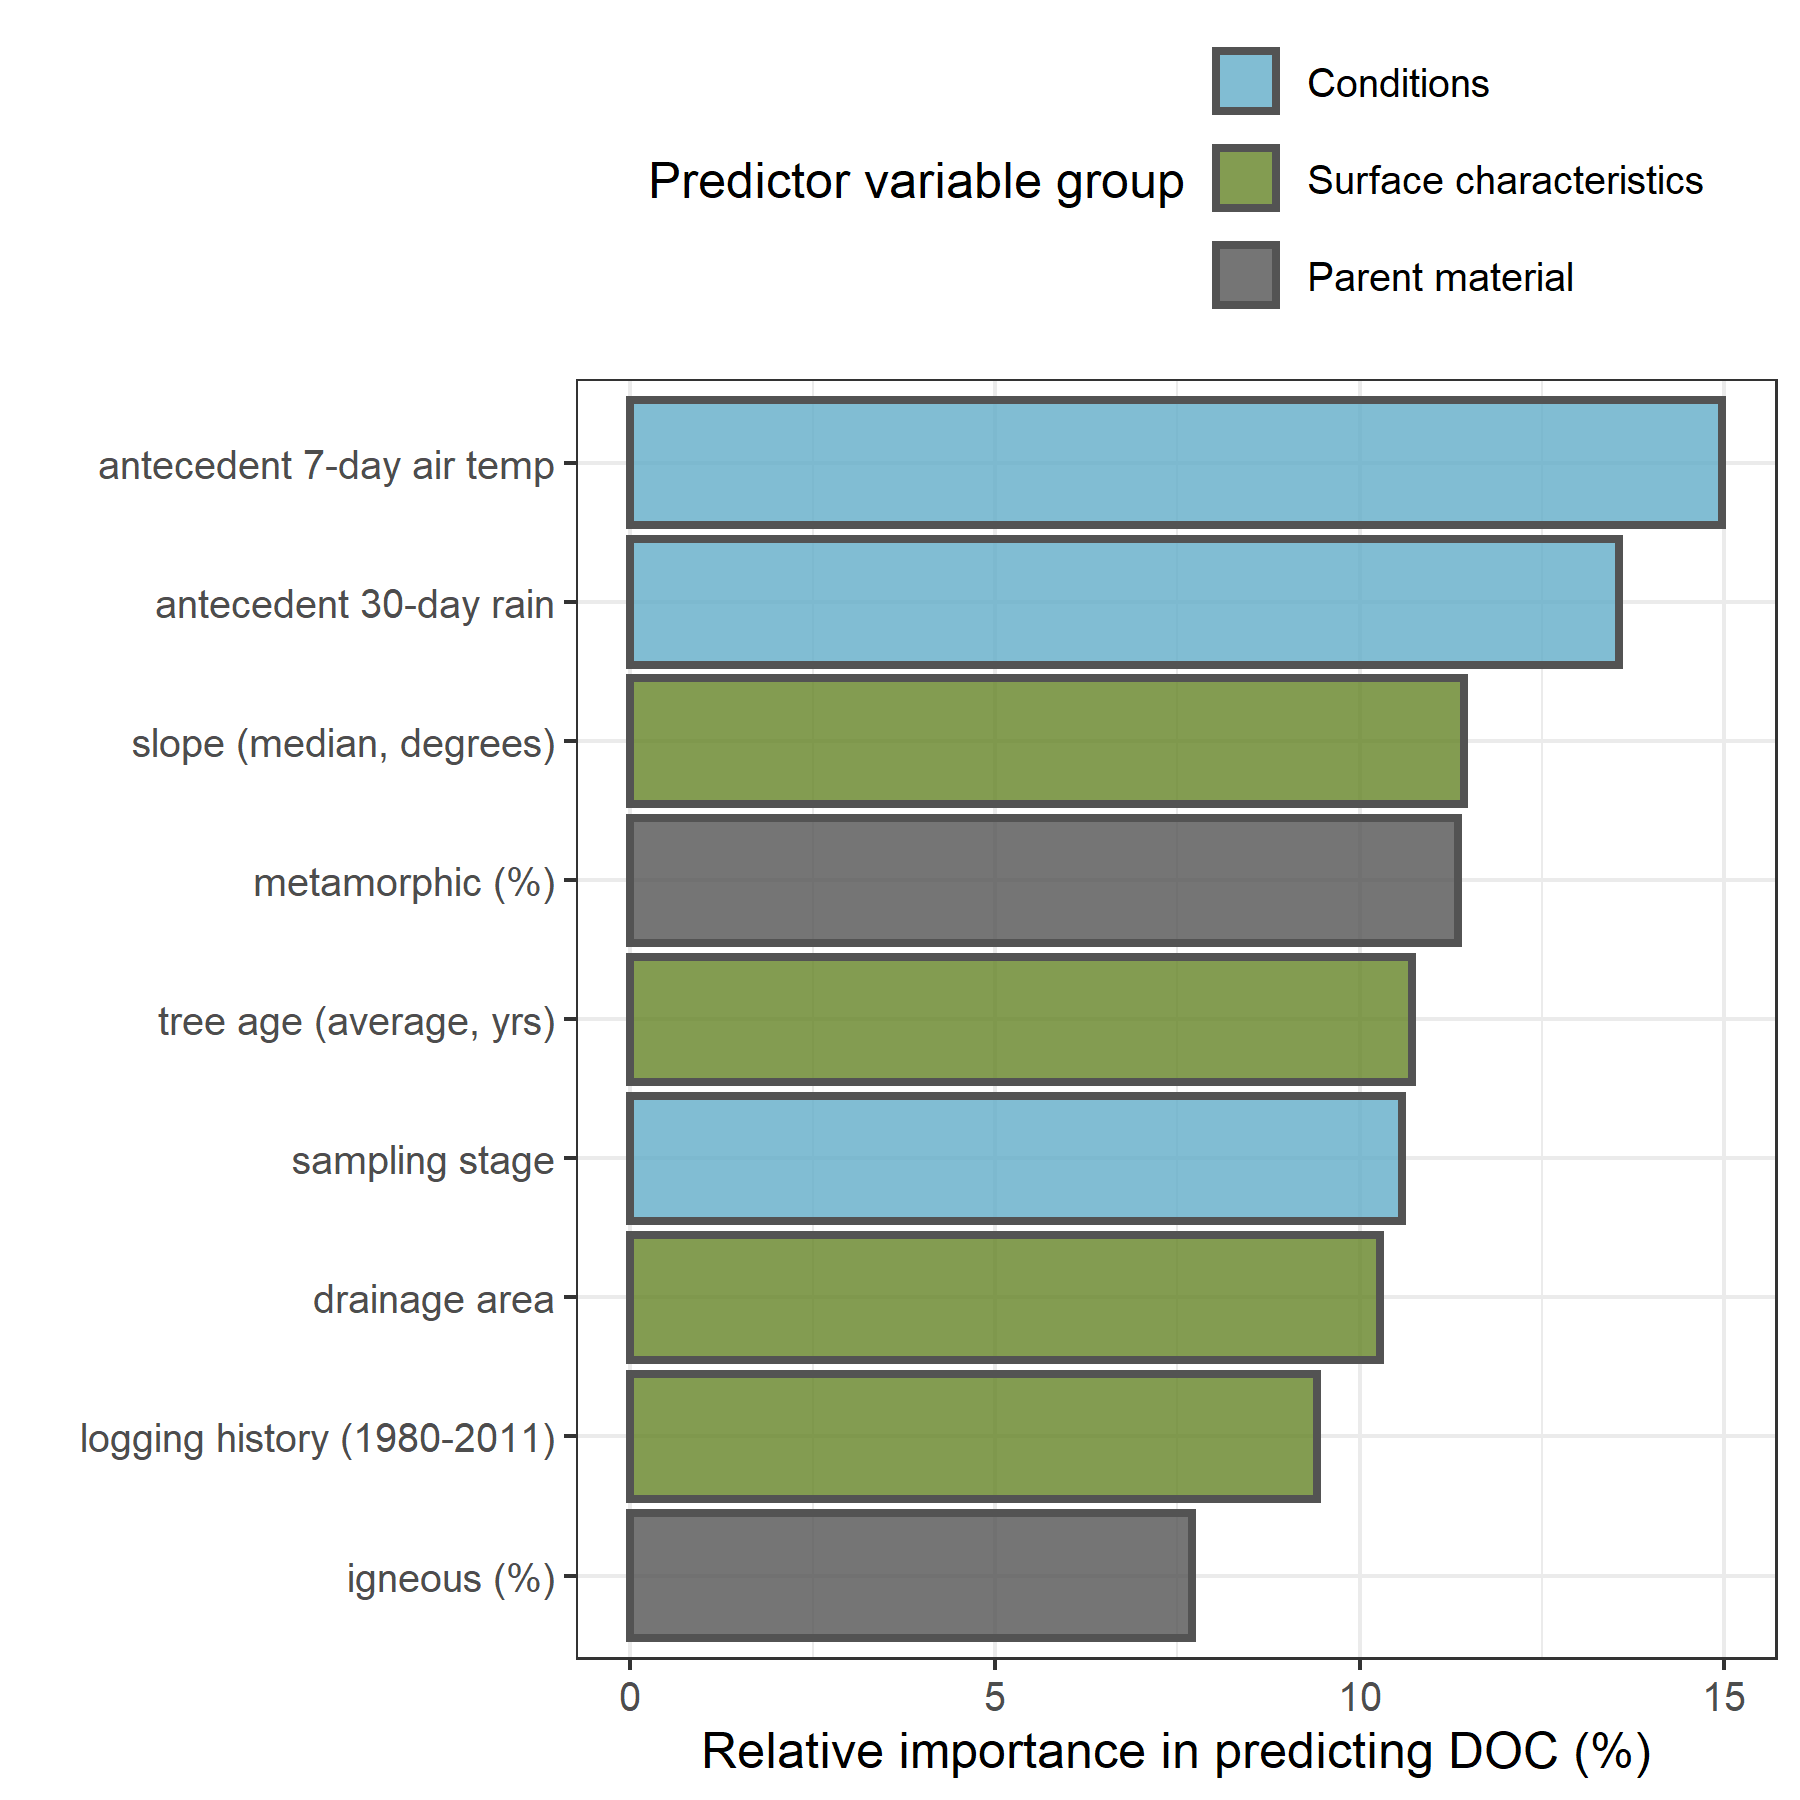 Predictor variable group
Conditions
Surface characteristics
Parent material
antecedent 7-day air temp
antecedent 30-day rain
slope (median, degrees)
metamorphic (%)
tree age (average, yrs)
sampling stage
drainage area
logging history (1980-2011)
igneous (%)
0 5 10 15
Relative importance in predicting DOC (%)